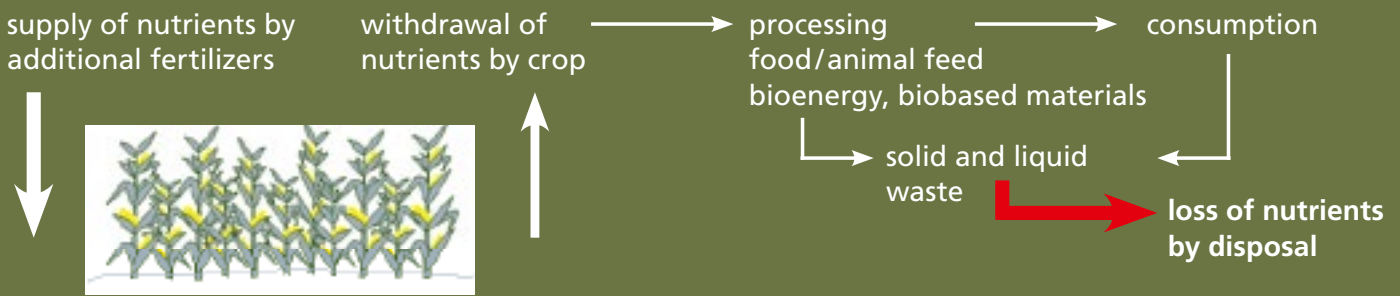 supply of nutrients by
additional fertilizers
withdrawal of
nutrients by crop
processing
food/animal feed
bioenergy, biobased materials
consumption
solid and liquid
waste
loss of nutrients
by disposal